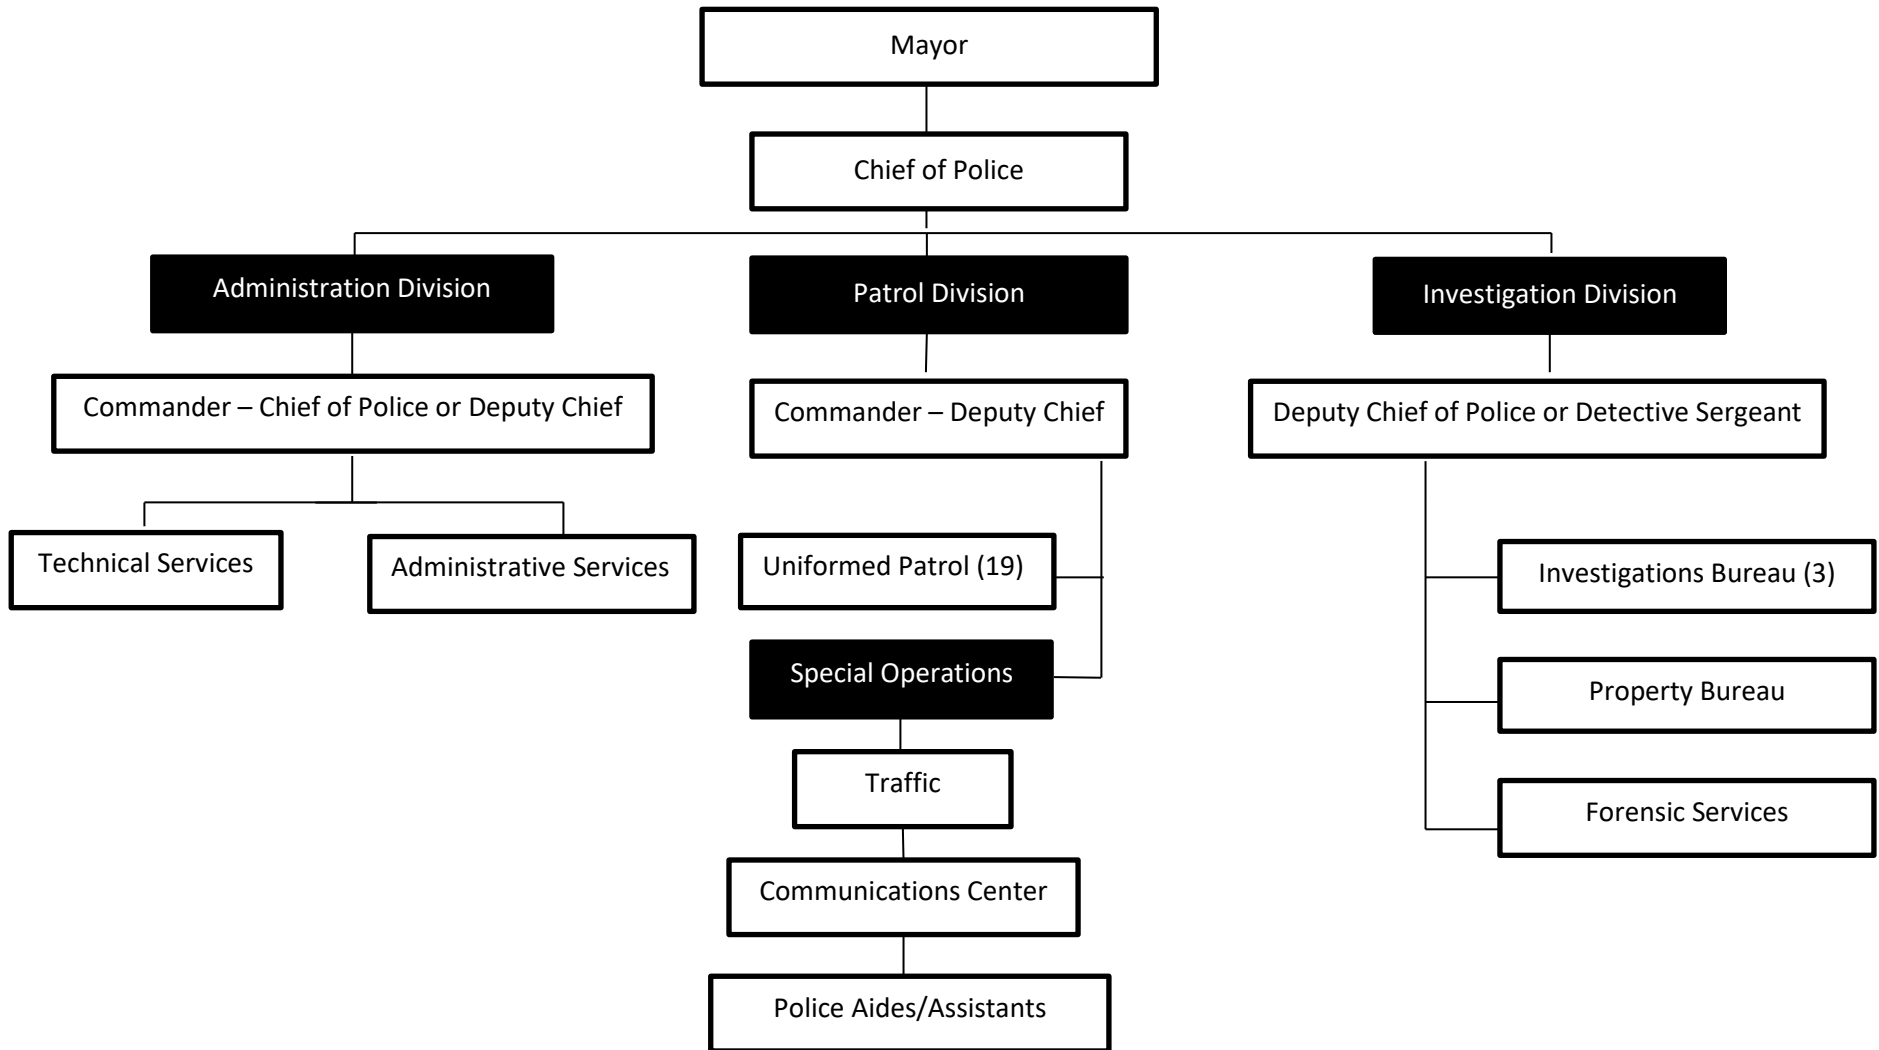 Mayor
Chief of Police
Administration Division
Patrol Division
Investigation Division
Commander – Chief of Police or Deputy Chief
Commander – Deputy Chief
Deputy Chief of Police or Detective Sergeant
Technical Services
Administrative Services
Uniformed Patrol (19)
Investigations Bureau (3)
Special Operations
Property Bureau
Traffic
Forensic Services
Communications Center
Police Aides/Assistants